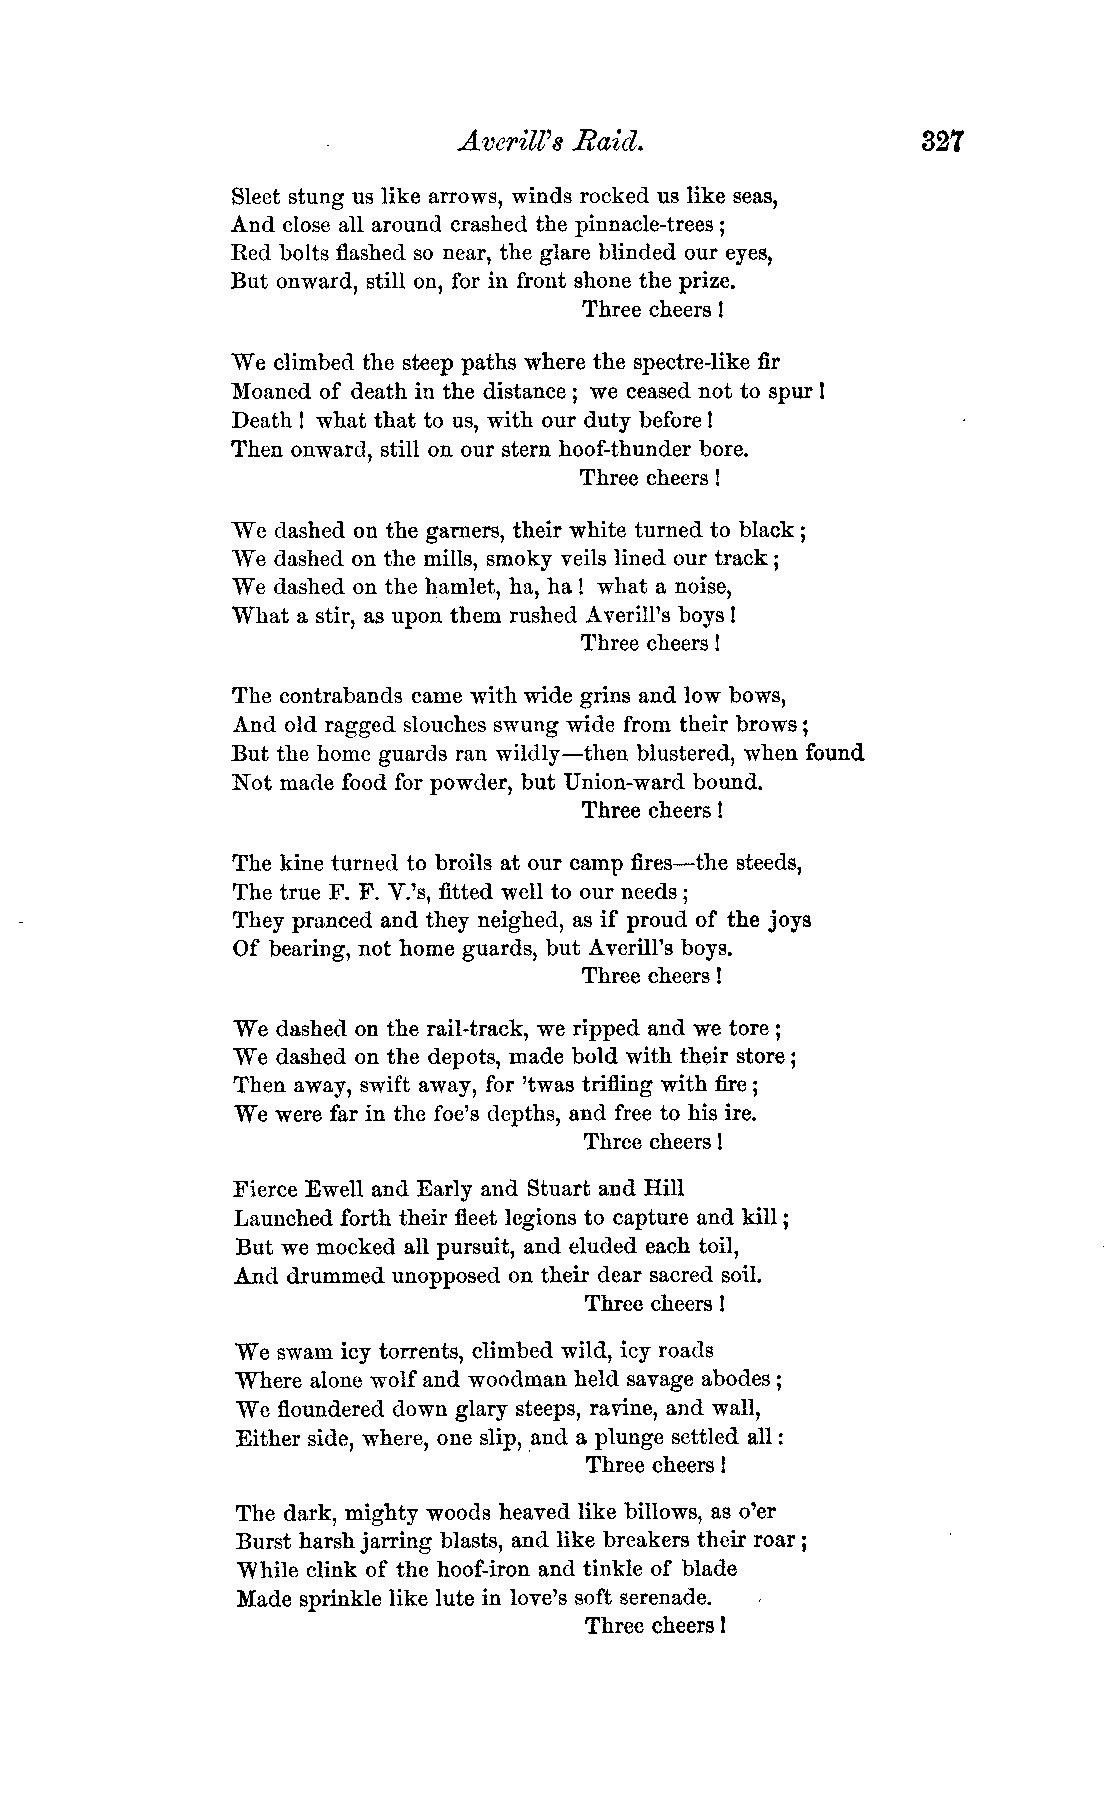 Averill's Raid. 327
Sleet stung us like arrows, winds rocked us like seas,
And close all around crashed the pinnacle-trees;
Red bolts flashed so near, the glare blinded our eyes,
But onward, still on, for in front shone the prize.
Three cheers!
We climbed the steep paths where the spectre-like fir
Moaned of death in the distance; we ceased not to spur!
Death! what that to us, with our duty before!
Then onward, still on our stern hoof-thunder bore.
Three cheers!
We dashed on the garners, their white turned to black;
We dashed on the mills, smoky veils lined our track;
We dashed on the hamlet, ha, ha! what a noise,
What a stir, as upon them rushed Averill's boys!
Three cheers!
The contrabands came with wide grins and low bows,
And old ragged slouches swung wide from their brows;
But the home guards ran wildly—then blustered, when found
Not made food for powder, but Union-ward bound.
Three cheers!
The kine turned to broils at our camp fires—the steeds,
The true F. F. V.'s, fitted well to our needs;
They pranced and they neighed, as if proud of the joys
Of bearing, not home guards, but Averill's boys.
Three cheers!
We dashed on the rail-track, we ripped and we tore;
We dashed on the depots, made bold with their store;
Then away, swift away, for 'twas trifling with fire;
We were far in the foe's depths, and free to his ire.
Three cheers!
Fierce Ewell and Early and Stuart and Hill
Launched forth their fleet legions to capture and kill;
But we mocked all pursuit, and eluded each toil,
And drummed unopposed on their dear sacred soil.
Three cheers!
We swam icy torrents, climbed wild, icy roads
Where alone wolf and woodman held savage abodes;
We floundered down glary steeps, ravine, and wall,
Either side, where, one slip, and a plunge settled all:
Three cheers!
The dark, mighty woods heaved like billows, as o'er
Burst harsh jarring blasts, and like breakers their roar;
While clink of the hoof-iron and tinkle of blade
Made sprinkle like lute in love's soft serenade.
Three cheers!